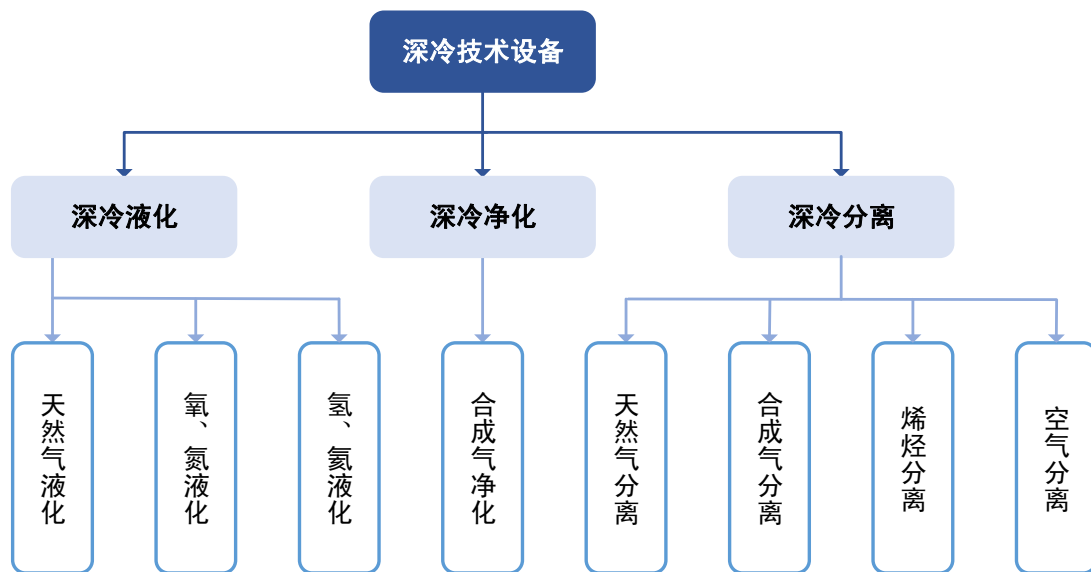 深冷技术设备
深冷液化
深冷净化
深冷分离
天然气液化
氧、氮液化
氢、氦液化
合成气净化
天然气分离
合成气分离
烯烃分离
空气分离